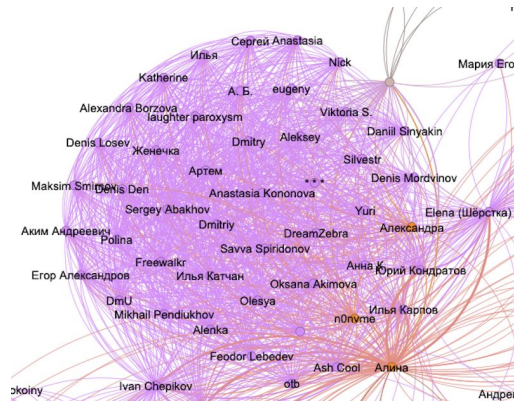 Сергей
Anastasia
Илья
Nick
Мария Его
Katherine
А. Б.
eugeny
Alexandra Borzova
laughter paroxysm
Viktoria S.
Daniil Sinyakin
Denis Losev
Женечка
Dmitry
Aleksey
Silvestr
Артем
* * *
Denis Mordvinov
Maksim Smirnov
Denis Den
Anastasia Kononova
Sergey Abakhov
Yuri
Elena (Шёрстка)
Аким Андреевич
Polina
Dmitriy
DreamZebra
Александра
Savva Spiridonov
Freewalkr
Анна К.
Юрий Кондратов
Егор Александров
Илья Катчан
Oksana Akimova
DmU
Olesya
Mikhail Pendiukhov
n0nvme
Илья Карпов
Alenka
Feodor Lebedev
Ash Cool
Алина
okoiny
Ivan Chepikov
otb
Андре